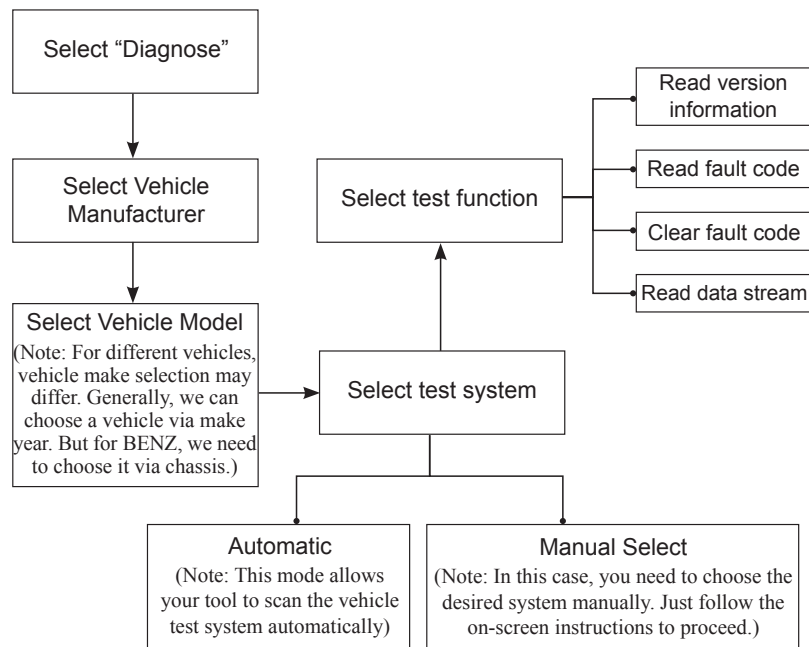 Select “Diagnose”
Select Vehicle
Manufacturer
Select Vehicle Model
(Note: For different vehicles,
vehicle make selection may
differ. Generally, we can
choose a vehicle via make
year. But for BENZ, we need
to choose it via chassis.)
Select test system
Automatic
(Note: This mode allows
your tool to scan the vehicle
test system automatically)
Manual Select
(Note: In this case, you need to choose the
desired system manually. Just follow the
on-screen instructions to proceed.)
Select test function
Read version
information
Read fault code
Clear fault code
Read data stream